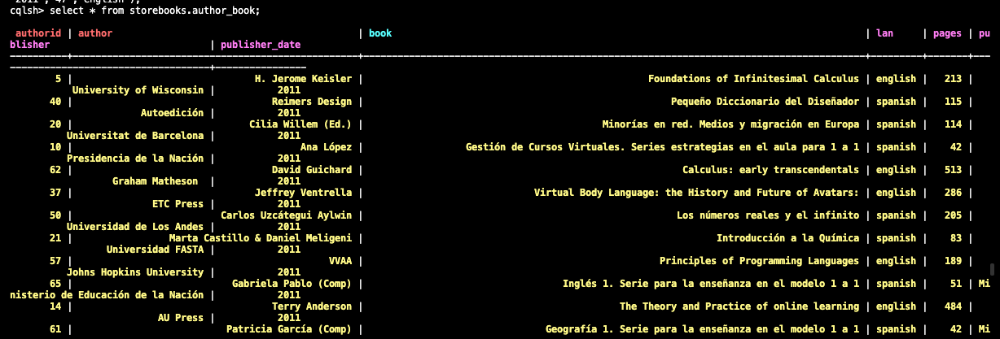 2011','47','english');
cqlsh> select * from storebooks.author_book;
authorid | author | book | lan | pages | pu
blisher | publisher_date
5 | H. Jerome Keisler | Foundations of Infinitesimal Calculus | english | 213 |
University of Wisconsin | 2011
40 | Reimers Design | Pequeño Diccionario del Diseñador | spanish | 115 |
Autoedición | 2011
20 | Cilia Willem (Ed.) | Minorías en red. Medios y migración en Europa | spanish | 114 |
Universitat de Barcelona | 2011
10 | Ana López | Gestión de Cursos Virtuales. Series estrategias en el aula para 1 a 1 | spanish | 42 |
Presidencia de la Nación | 2011
62 | David Guichard | Calculus: early transcendentals | english | 513 |
Graham Matheson | 2011
37 | Jeffrey Ventrella | Virtual Body Language: the History and Future of Avatars: | english | 286 |
ETC Press | 2011
50 | Carlos Uzcátegui Aylwin | Los números reales y el infinito | spanish | 205 |
Universidad de Los Andes | 2011
21 | Marta Castillo & Daniel Meligeni | Introducción a la Química | spanish | 83 |
Universidad FASTA | 2011
57 | VVAA | Principles of Programming Languages | english | 189 |
Johns Hopkins University | 2011
65 | Gabriela Pablo (Comp) | Inglés 1. Serie para la enseñanza en el modelo 1 a 1 | spanish | 51 | Mi
nisterio de Educación de la Nación | 2011
14 | Terry Anderson | The Theory and Practice of online learning | english | 484 |
AU Press | 2011
61 | Patricia García (Comp) | Geografía 1. Serie para la enseñanza en el modelo 1 a 1 | spanish | 42 | Mi